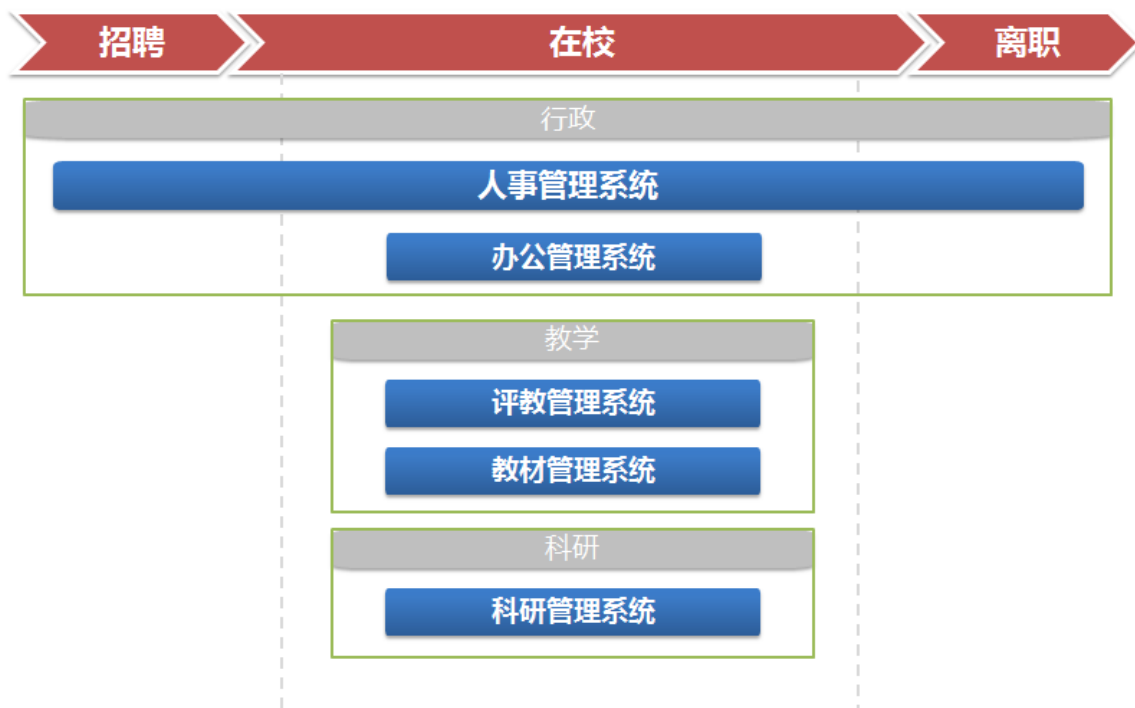 招聘
在校
离职
行政
人事管理系统
办公管理系统
教学
评教管理系统
教材管理系统
科研
科研管理系统